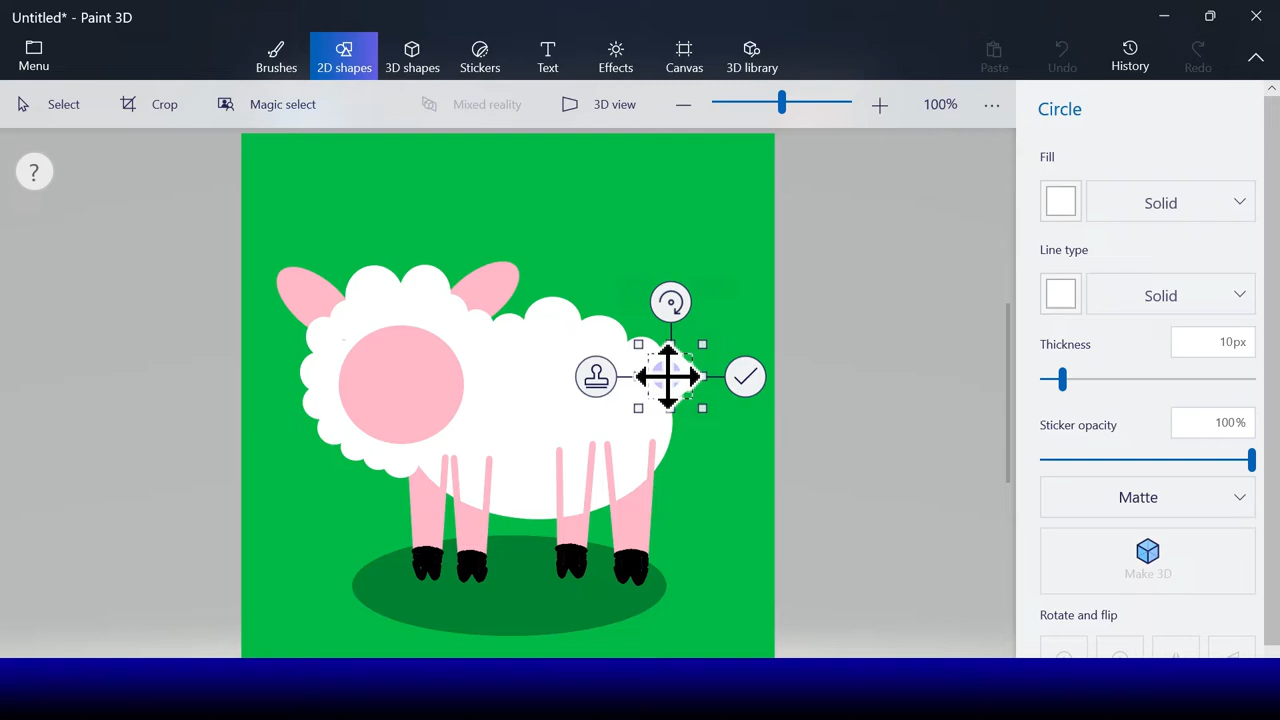 Untitled* - Paint 3D
Menu
Brushes
2D shapes
3D shapes
Stickers
Text
Effects
Canvas
3D library
Paste
Undo
History
Redo
Select
Crop
Magic select
Mixed reality
3D view
100%
?
Circle
Fill
Solid
Line type
Solid
Thickness
10px
Sticker opacity
100%
Matte
Make 3D
Rotate and flip